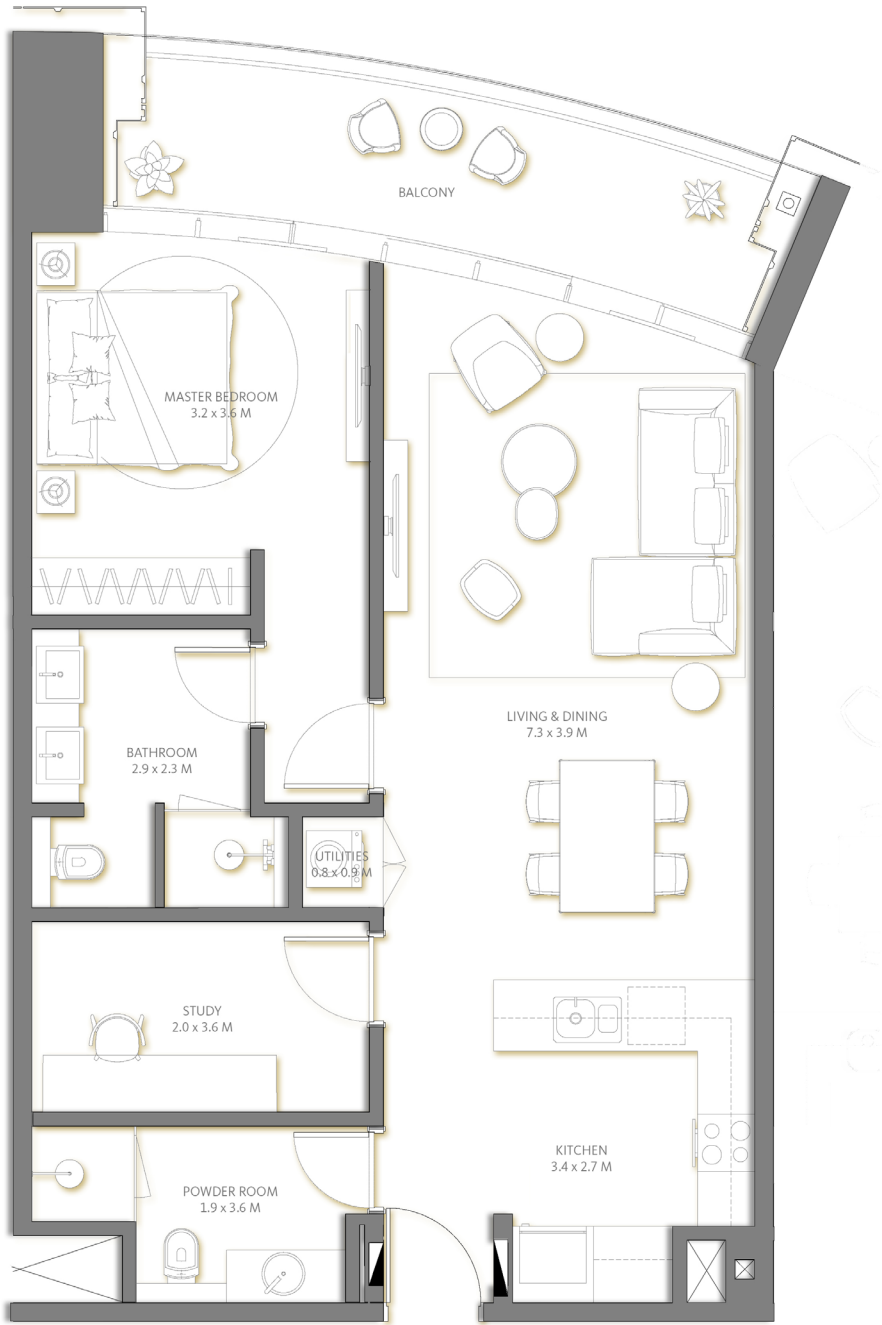 BALCONY
MASTER BEDROOM
3.2 x 3.6 M
LIVING & DINING
7.3 x 3.9 M
BATHROOM
2.9 x 2.3 M
UTILITIES
0.8 x 0.9 M
STUDY
2.0 x 3.6 M
KITCHEN
3.4 x 2.7 M
POWDER ROOM
1.9 x 3.6 M